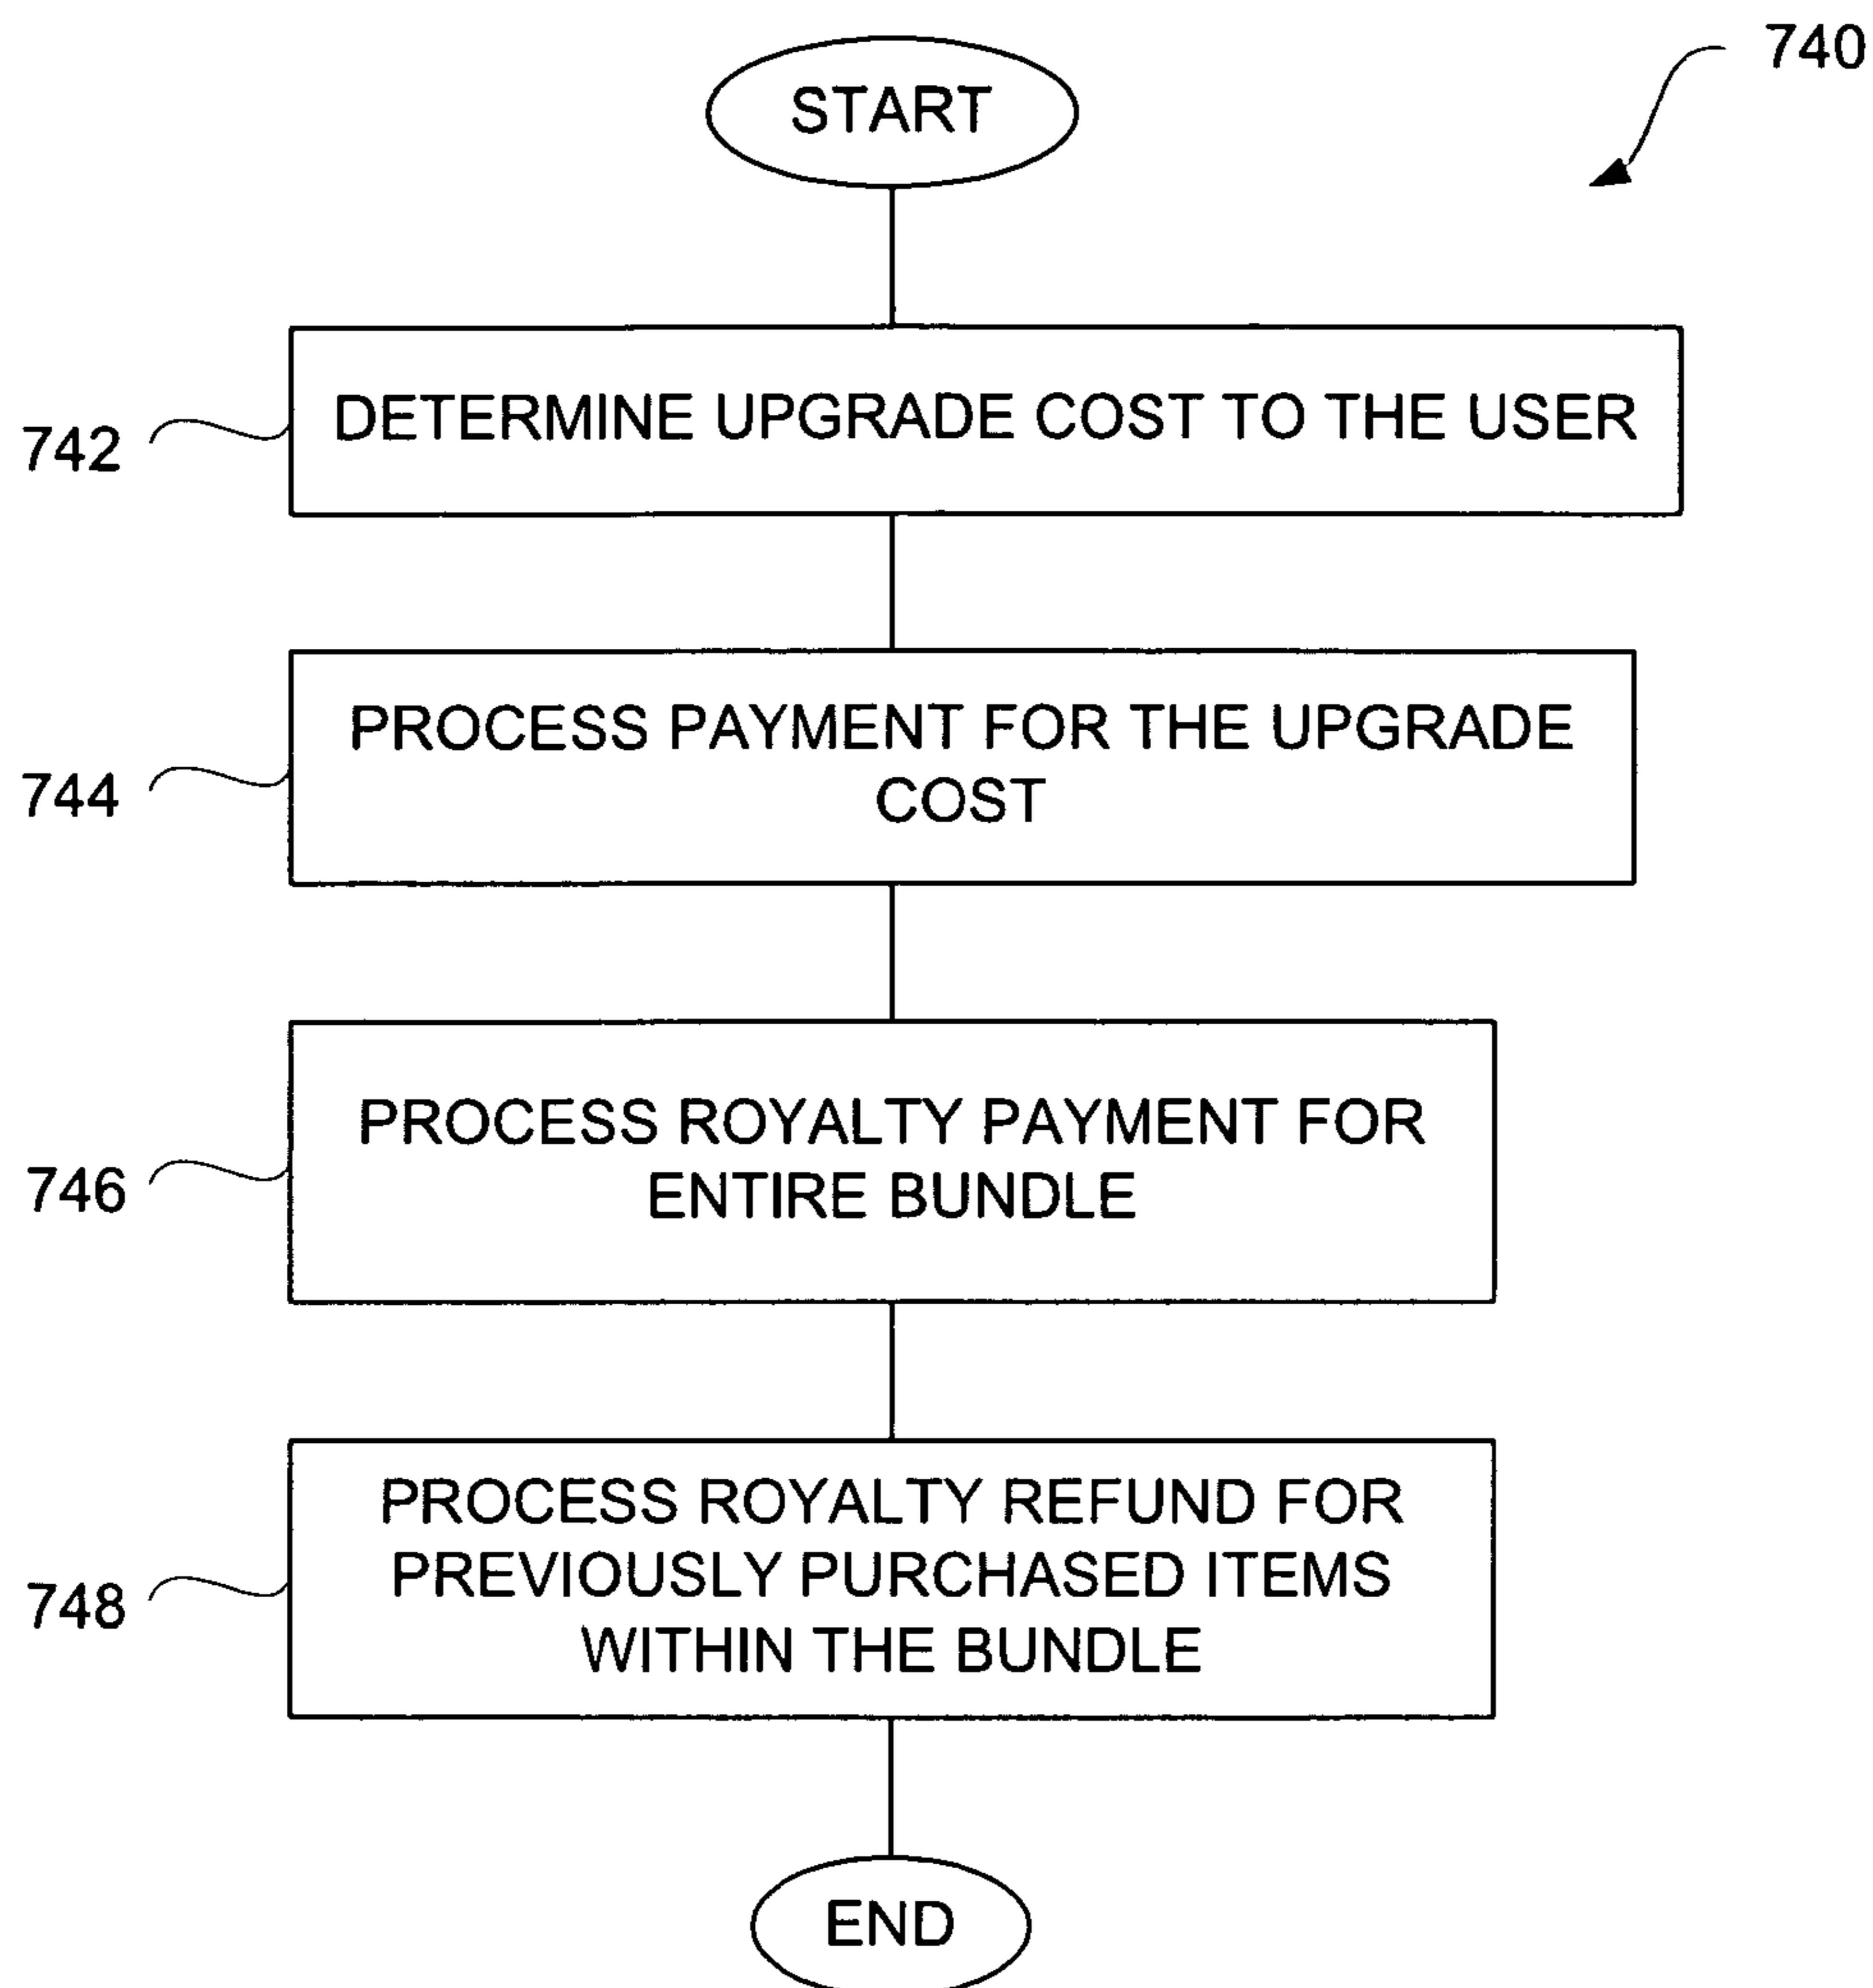 740
START
DETERMINE UPGRADE COST TO THE USER
742
PROCESS PAYMENT FOR THE UPGRADE
COST
744
PROCESS ROYALTY PAYMENT FOR
ENTIRE BUNDLE
746
PROCESS ROYALTY REFUND FOR
PREVIOUSLY PURCHASED ITEMS
WITHIN THE BUNDLE
748
END